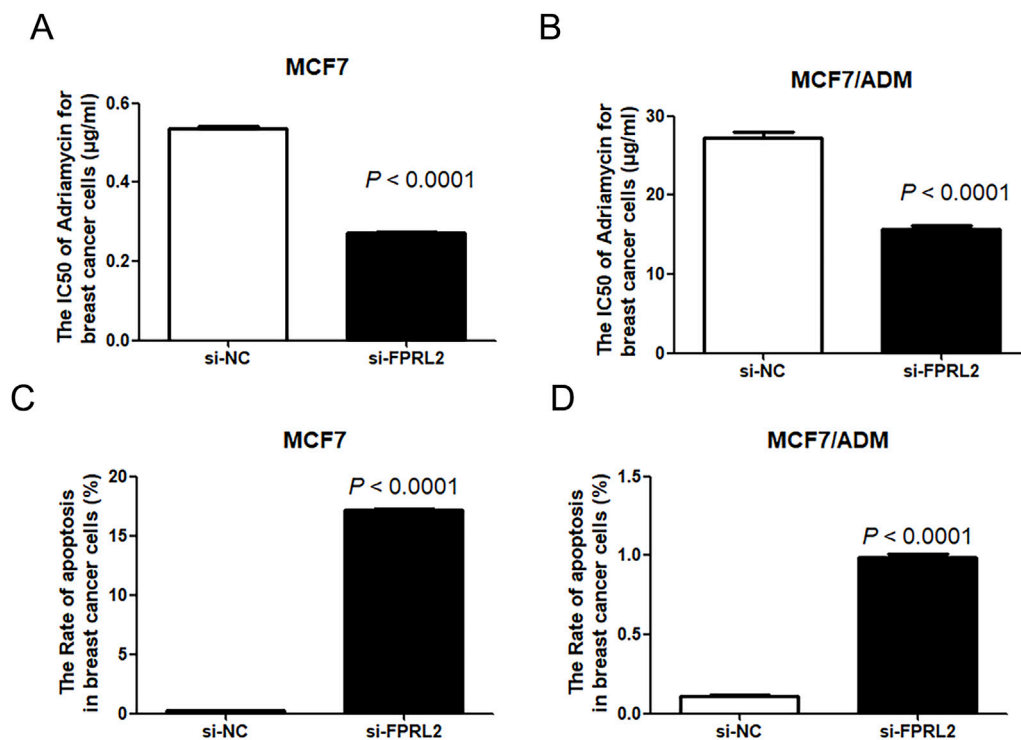 A
MCF7
The IC50 of Adriamycin for
breast cancer cells (µg/ml)
0.6
0.4
0.2
0.0
P < 0.0001
si-NC
si-FPRL2
B
MCF7/ADM
The IC50 of Adriamycin for
breast cancer cells (µg/ml)
30
20
10
0
P < 0.0001
si-NC
si-FPRL2
C
MCF7
The Rate of apoptosis
in breast cancer cells (%)
20
15
10
5
0
P < 0.0001
si-NC
si-FPRL2
D
MCF7/ADM
The Rate of apoptosis
in breast cancer cells (%)
1.5
1.0
0.5
0.0
P < 0.0001
si-NC
si-FPRL2